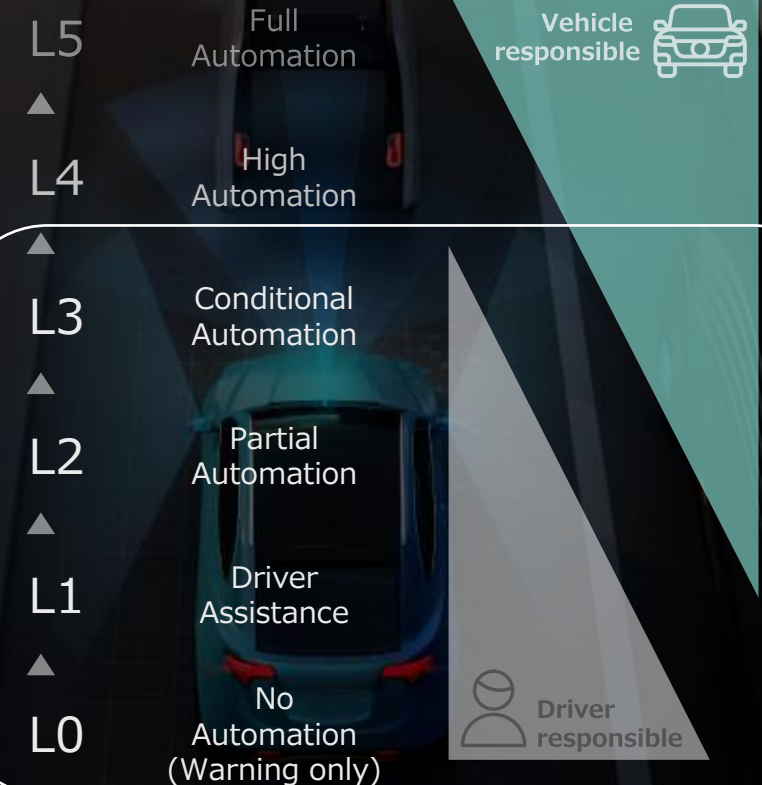 L5
Full
Automation
Vehicle
responsible
L4
High
Automation
L3
Conditional
Automation
L2
Partial
Automation
L1
Driver
Assistance
L0
No
Automation
(Warning only)
Driver
responsible